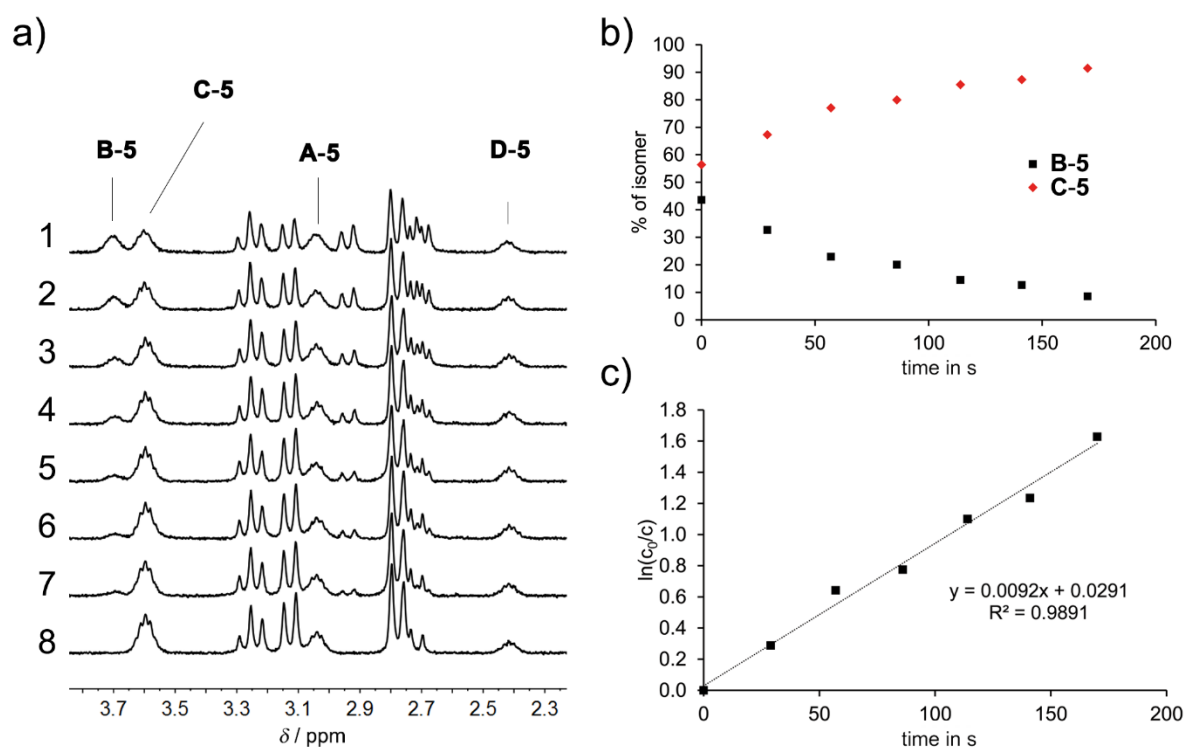 a)
C-5
B-5
A-5
D-5
1
2
3
4
5
6
7
8
3.7 3.5 3.3 3.1 2.9 2.7 2.5 2.3
δ / ppm
b)
% of isomer
100
90
80
70
60
50
40
30
20
10
0
B-5
C-5
0 50 100 150 200
time in s
c)
ln(c₀/c)
1.8
1.6
1.4
1.2
1.0
0.8
0.6
0.4
0.2
0.0
y = 0.0092x + 0.0291
R² = 0.9891
0 50 100 150 200
time in s